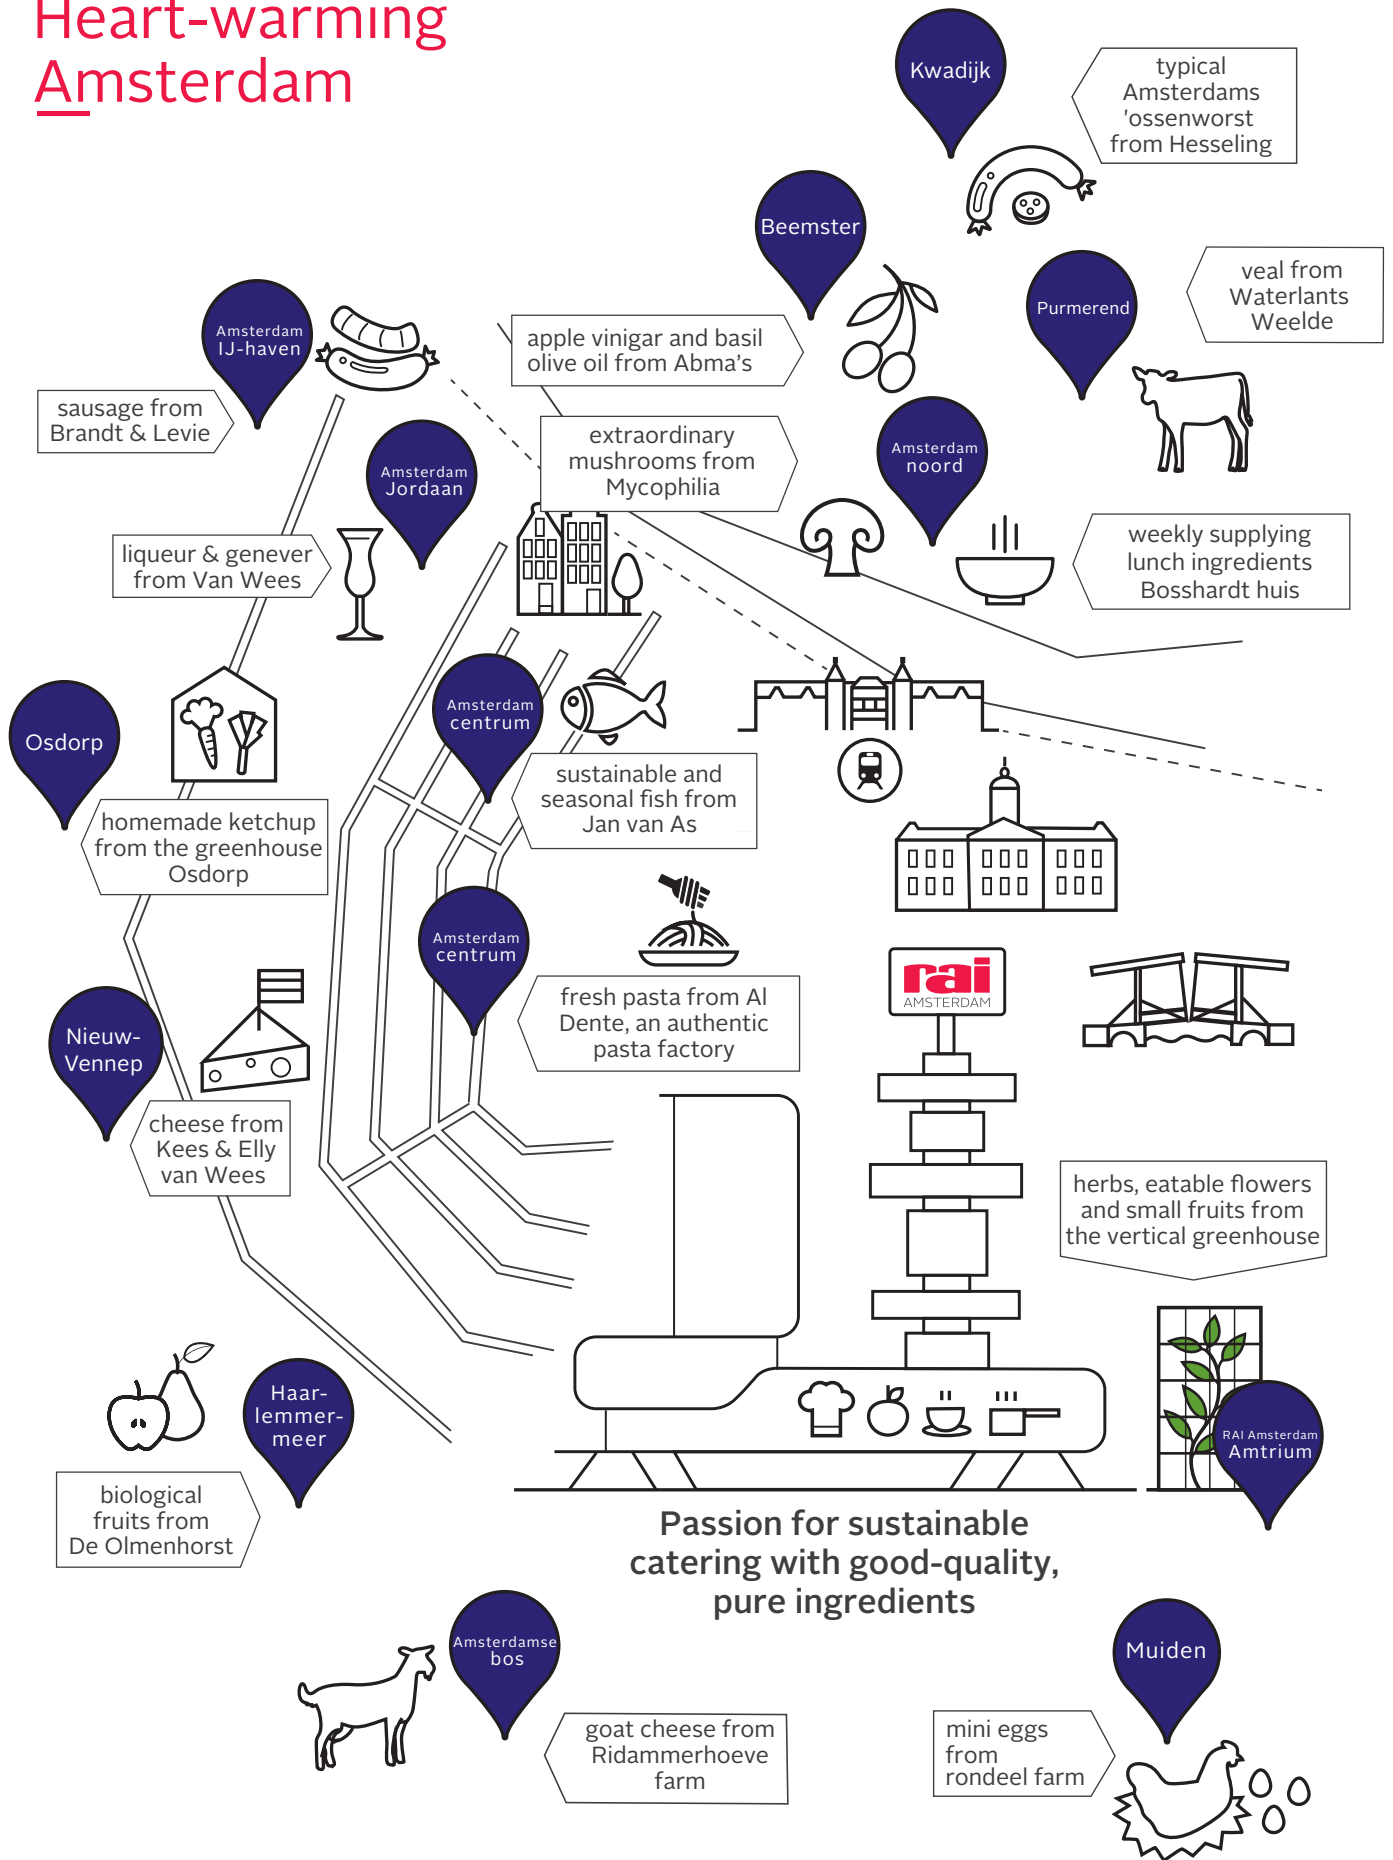 Heart-warming
Amsterdam
Kwadijk
typical
Amsterdams
'ossenworst
from Hesseling
Beemster
apple vinigar and basil
olive oil from Abma's
Purmerend
veal from
Waterlants
Weelde
Amsterdam
IJ-haven
sausage from
Brandt & Levie
Amsterdam
Jordaan
liqueur & genever
from Van Wees
extraordinary
mushrooms from
Mycophilia
Amsterdam
noord
weekly supplying
lunch ingredients
Bosshardt huis
Osdorp
homemade ketchup
from the greenhouse
Osdorp
Amsterdam
centrum
sustainable and
seasonal fish from
Jan van As
Amsterdam
centrum
fresh pasta from Al
Dente, an authentic
pasta factory
rai
AMSTERDAM
Nieuw-
Vennep
cheese from
Kees & Elly
van Wees
herbs, eatable flowers
and small fruits from
the vertical greenhouse
RAI Amsterdam
Amtrium
Haar-
lemmer-
meer
biological
fruits from
De Olmenhorst
Passion for sustainable
catering with good-quality,
pure ingredients
Amsterdamse
bos
goat cheese from
Ridammerhoeve
farm
Muiden
mini eggs
from
rondeel farm